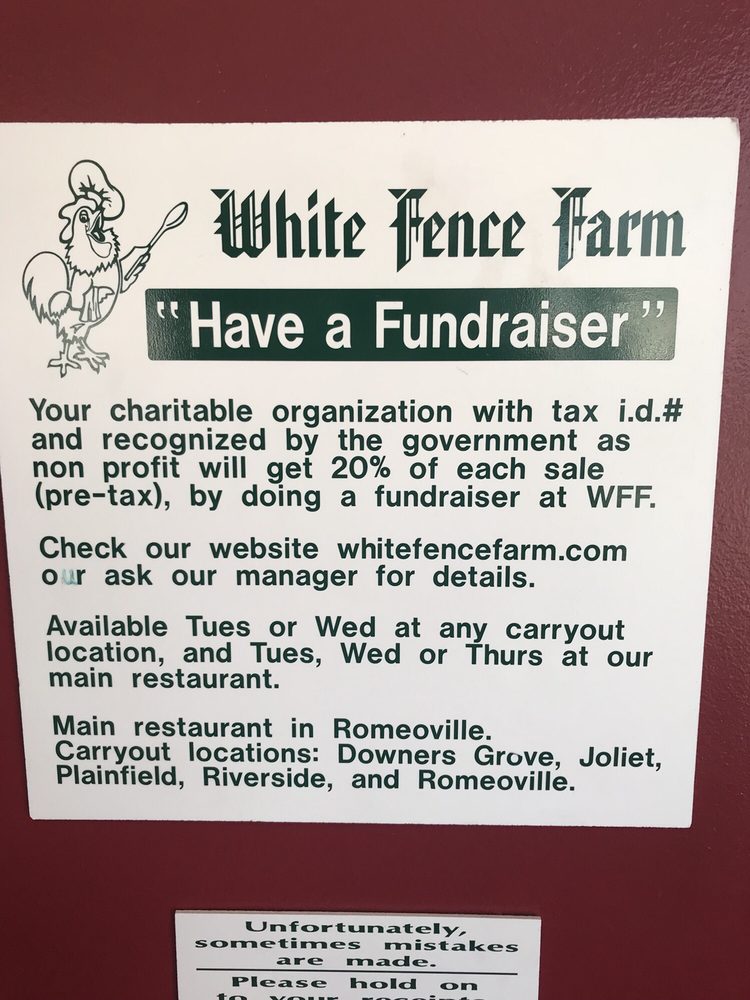 White Fence Farm
"Have a Fundraiser"
Your charitable organization with tax i.d.#
and recognized by the government as
non profit will get 20% of each sale
(pre-tax), by doing a fundraiser at WFF.
Check our website whitefencefarm.com
our ask our manager for details.
Available Tues or Wed at any carryout
location, and Tues, Wed or Thurs at our
main restaurant.
Main restaurant in Romeoville.
Carryout locations: Downers Grove, Joliet,
Plainfield, Riverside, and Romeoville.
Unfortunately,
sometimes mistakes
are made.
Please hold on
to your receipts